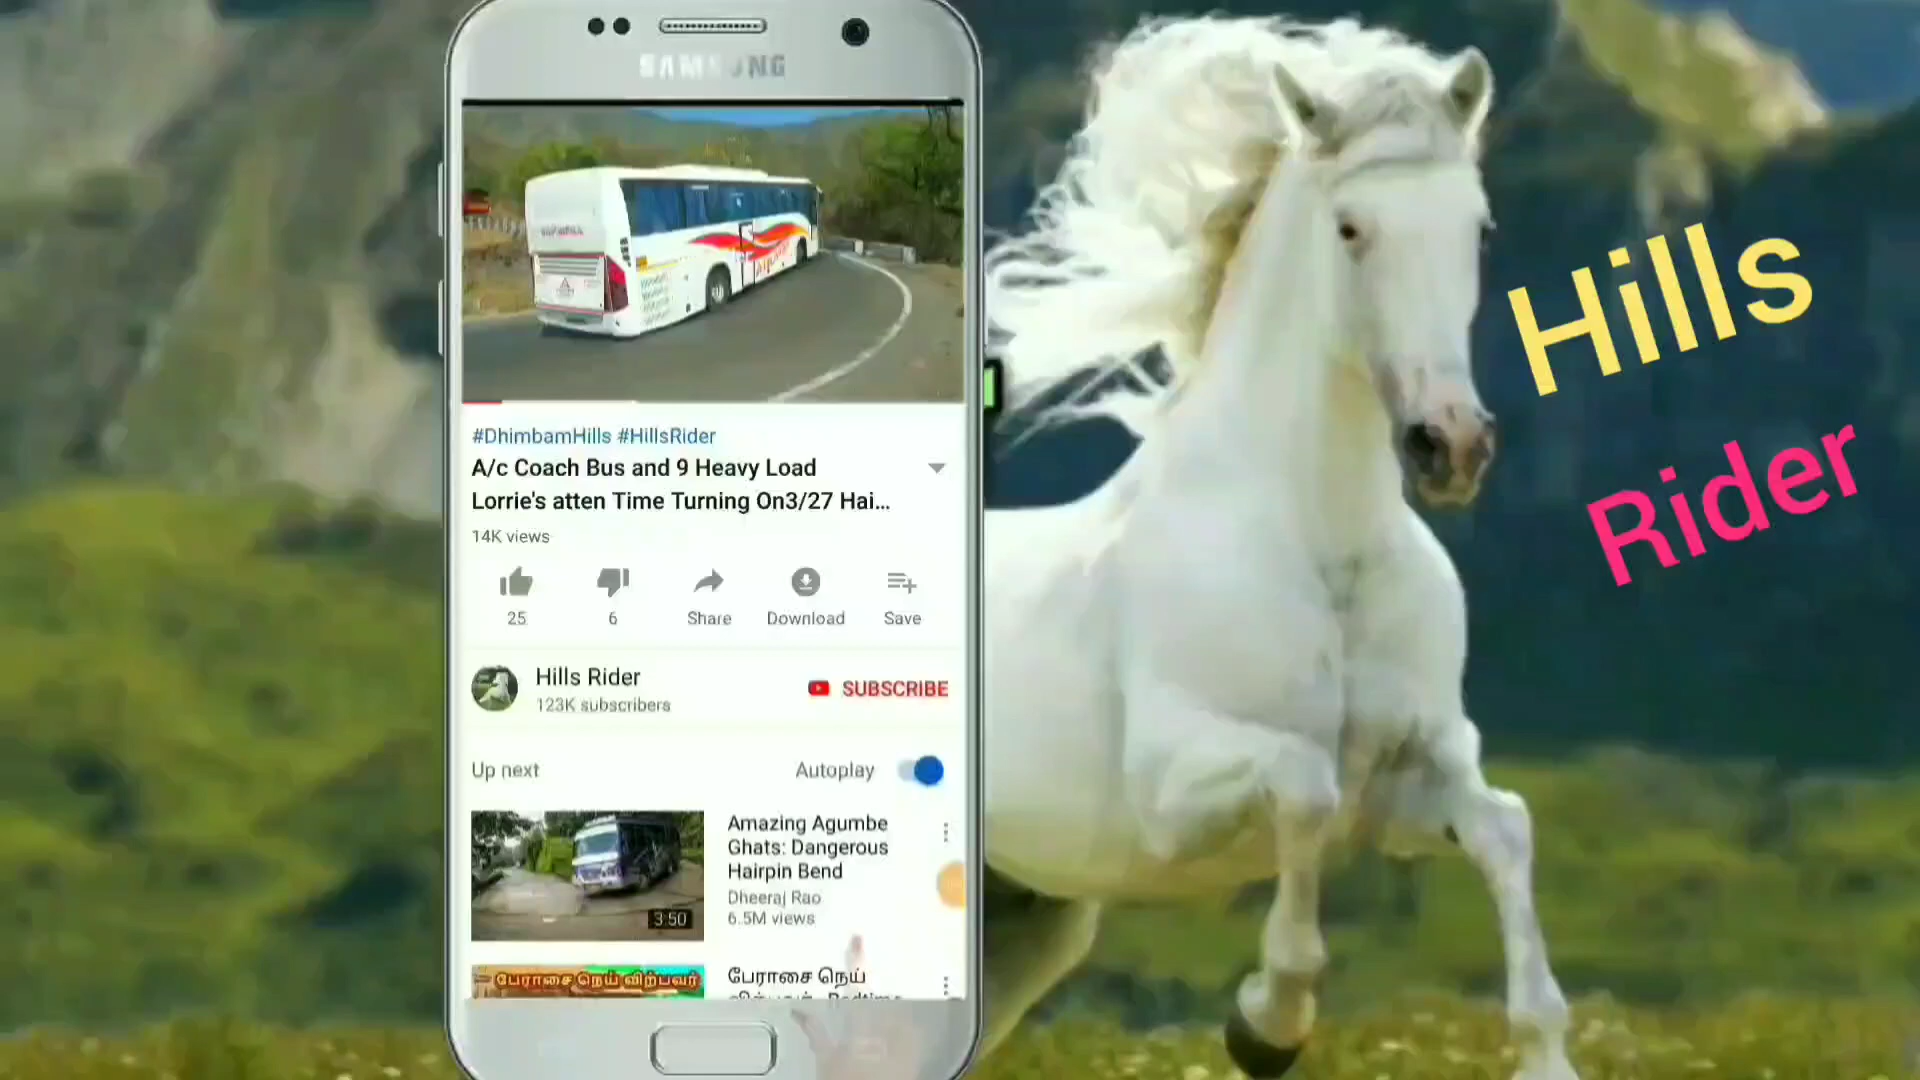 SAMSUNG
#DhimbamHills #HillsRider
A/c Coach Bus and 9 Heavy Load
Lorrie's atten Time Turning On3/27 Hai...
14K views
25
6
Share
Download
Save
Hills Rider
123K subscribers
SUBSCRIBE
Up next
Autoplay
3:50
Amazing Agumbe
Ghats: Dangerous
Hairpin Bend
Dheeraj Rao
6.5M views
பேராசை நெய் விற்பவர்
பேராசை நெய்
Hills
Rider